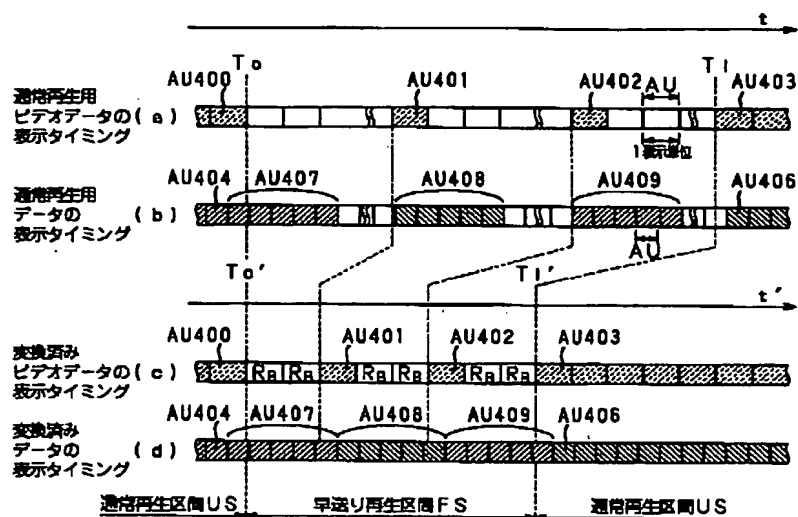 t
To
T1
AU400
AU401
AU402
AU
AU403
通常再生用
ビデオデータの(a)
表示タイミング
1表示単位
AU404
AU407
AU408
AU409
AU406
通常再生用
データの (b)
表示タイミング
AU
To'
T1'
t'
AU400
AU401
AU402
AU403
変換済み
ビデオデータの(c)
表示タイミング
RB RB RB RB RB RB
AU404
AU407
AU408
AU409
AU406
変換済み
データの (d)
表示タイミング
通常再生区間US
早送り再生区間FS
通常再生区間US